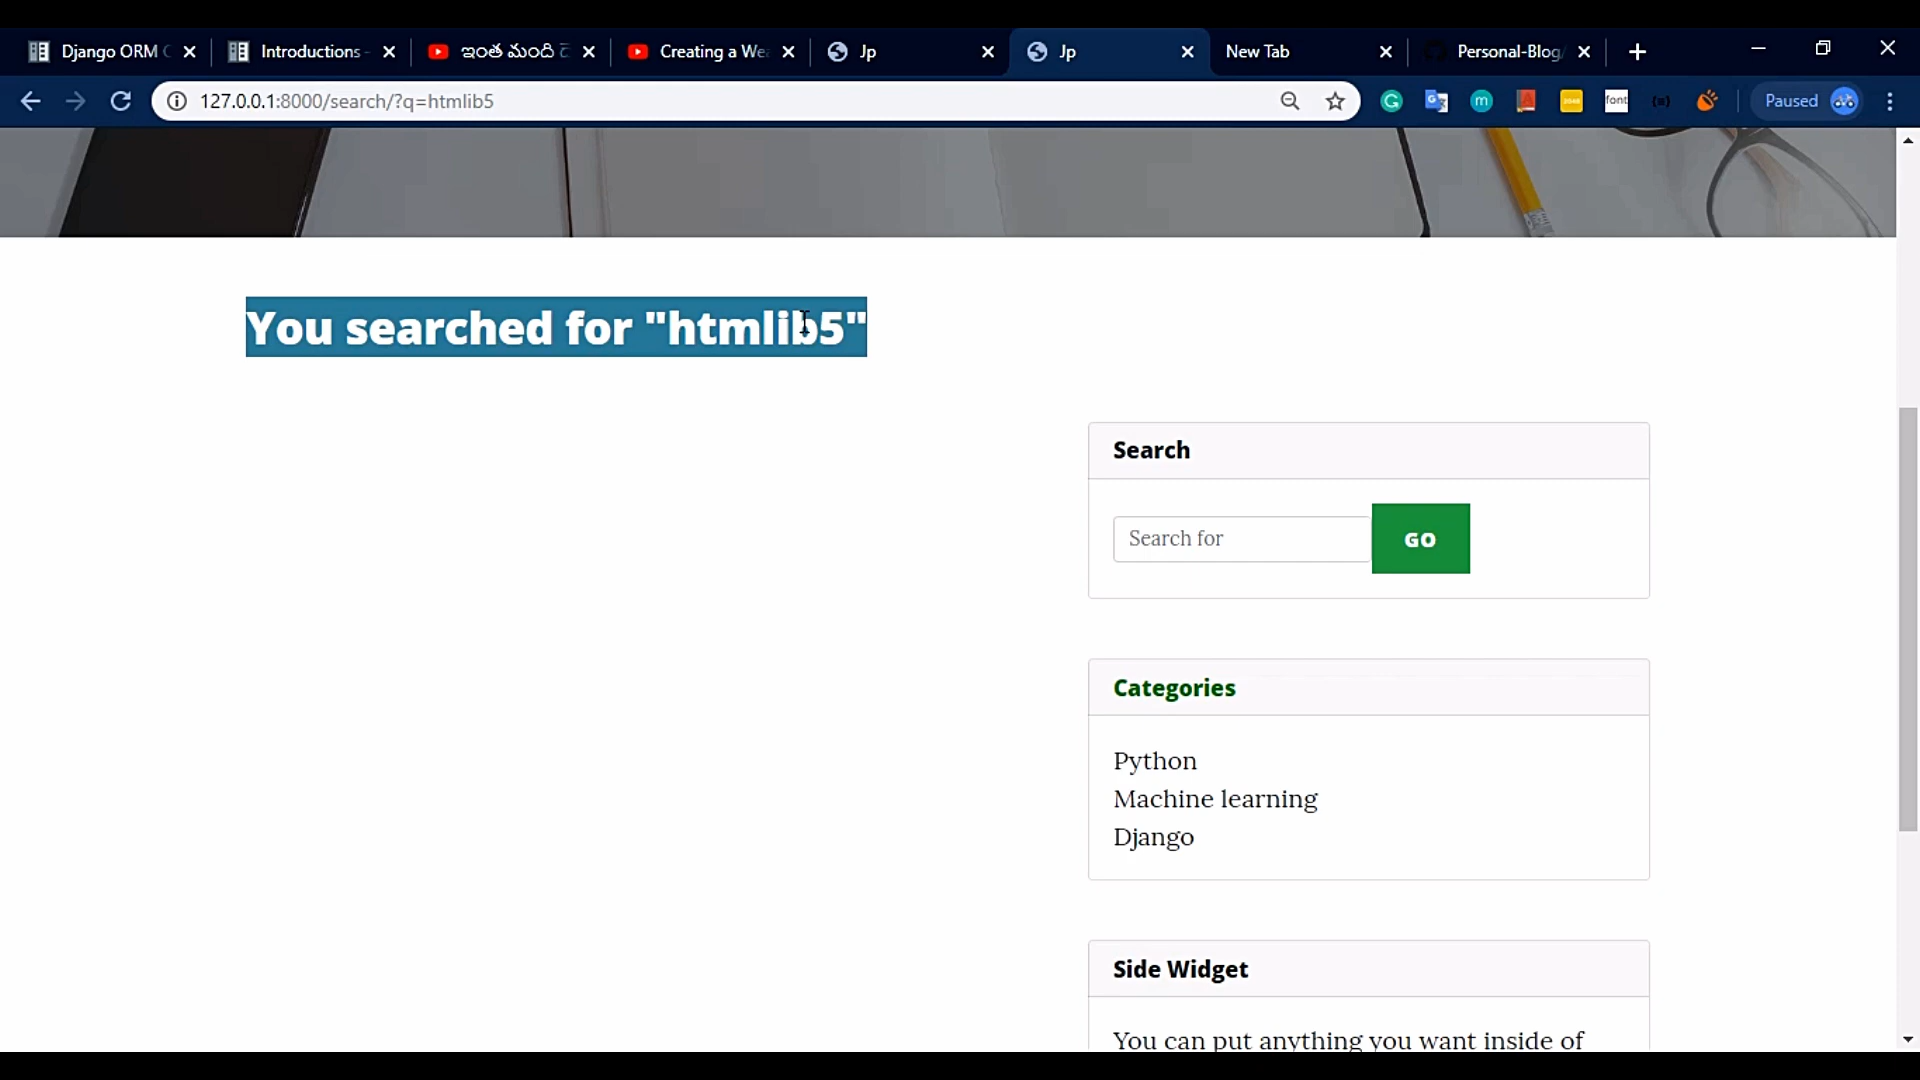 Django ORM C
Introductions -
ఇంత మంది
Creating a Wea
Jp
Jp
New Tab
Personal-Blog/
127.0.0.1:8000/search/?q=htmlib5
font
Paused
You searched for "htmlib5"
Search
Search for
GO
Categories
Python
Machine learning
Django
Side Widget
You can put anything you want inside of